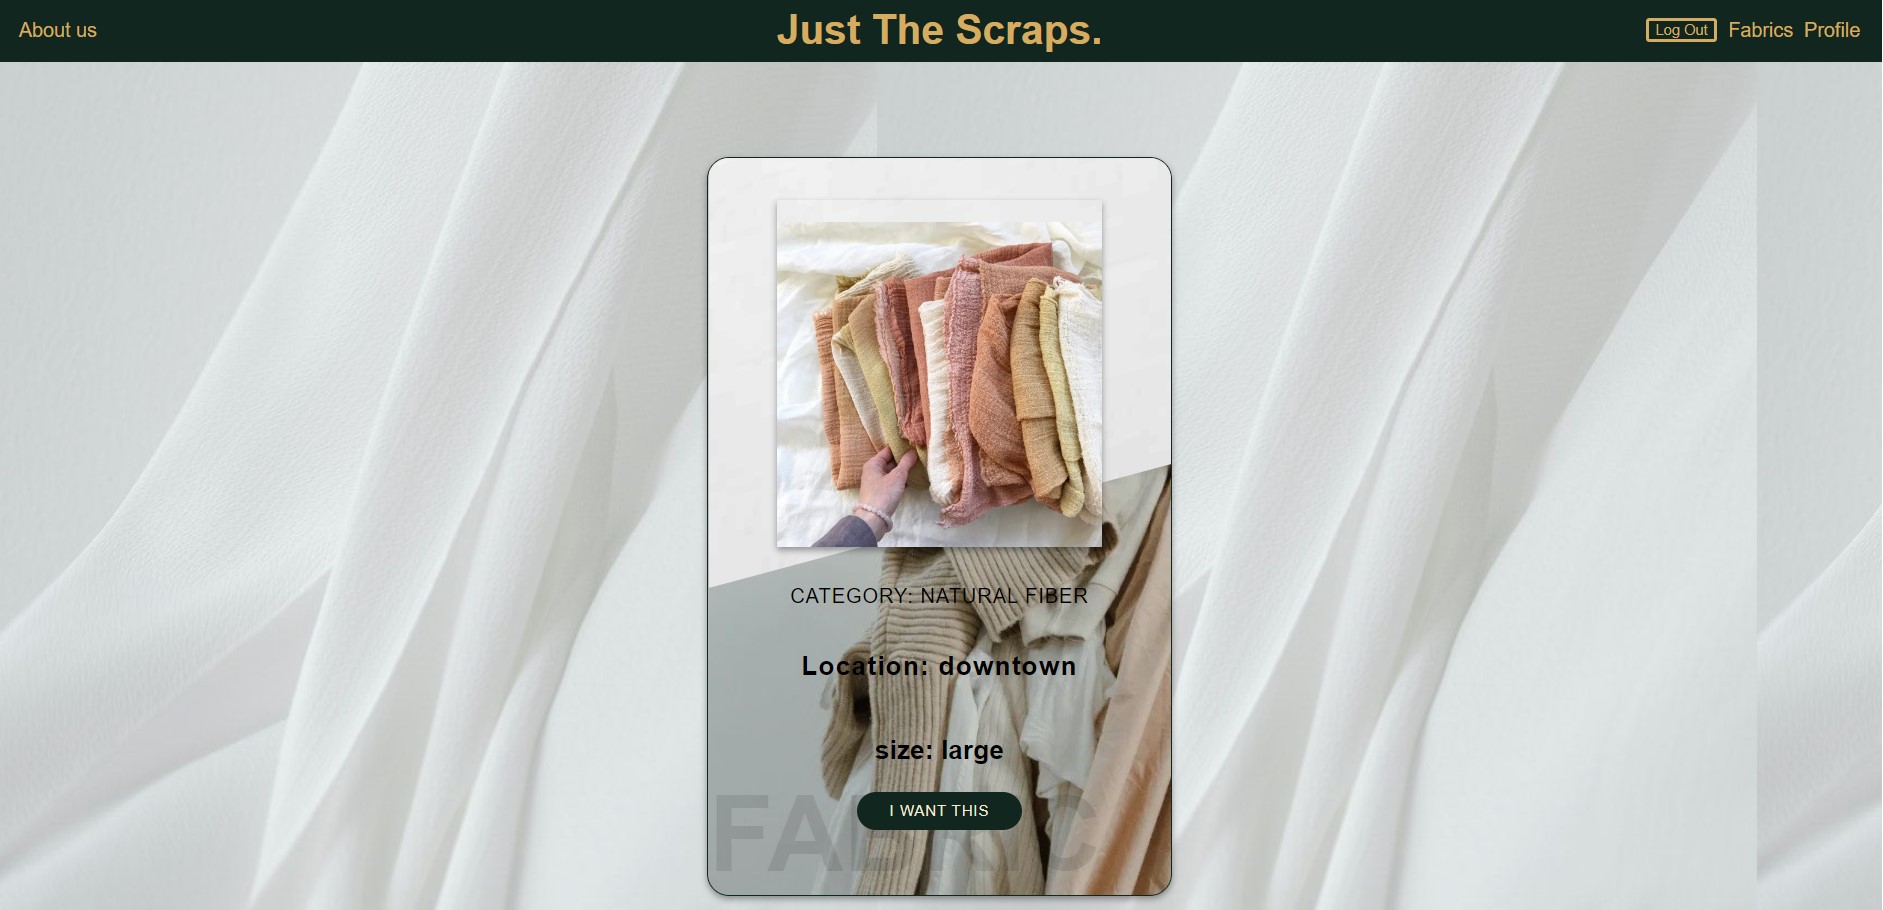 About us
Just The Scraps.
Log Out
Fabrics
Profile
CATEGORY: NATURAL FIBER
Location: downtown
size: large
I WANT THIS
FABRIC